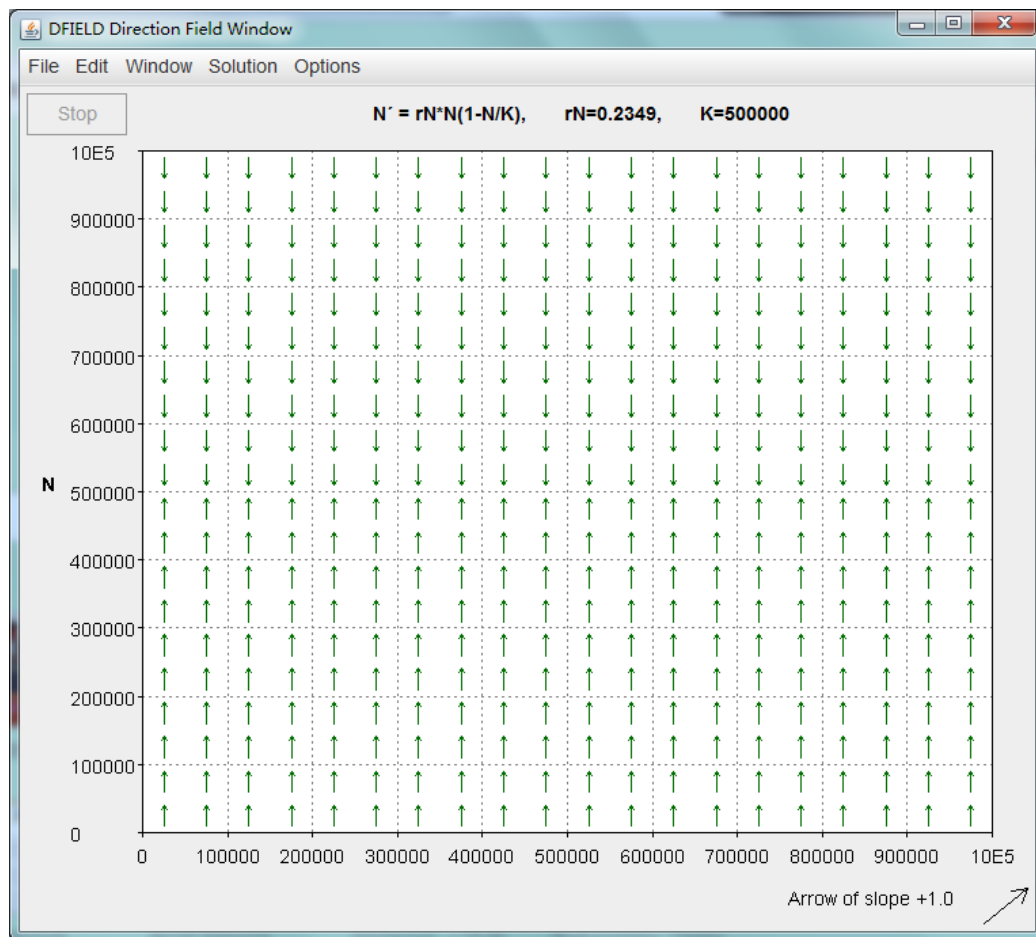 DFIELD Direction Field Window
File Edit Window Solution Options
Stop
N´ = rN*N(1-N/K), rN=0.2349, K=500000
10E5
900000
800000
700000
600000
N
500000
400000
300000
200000
100000
0
0 100000 200000 300000 400000 500000 600000 700000 800000 900000 10E5
Arrow of slope +1.0